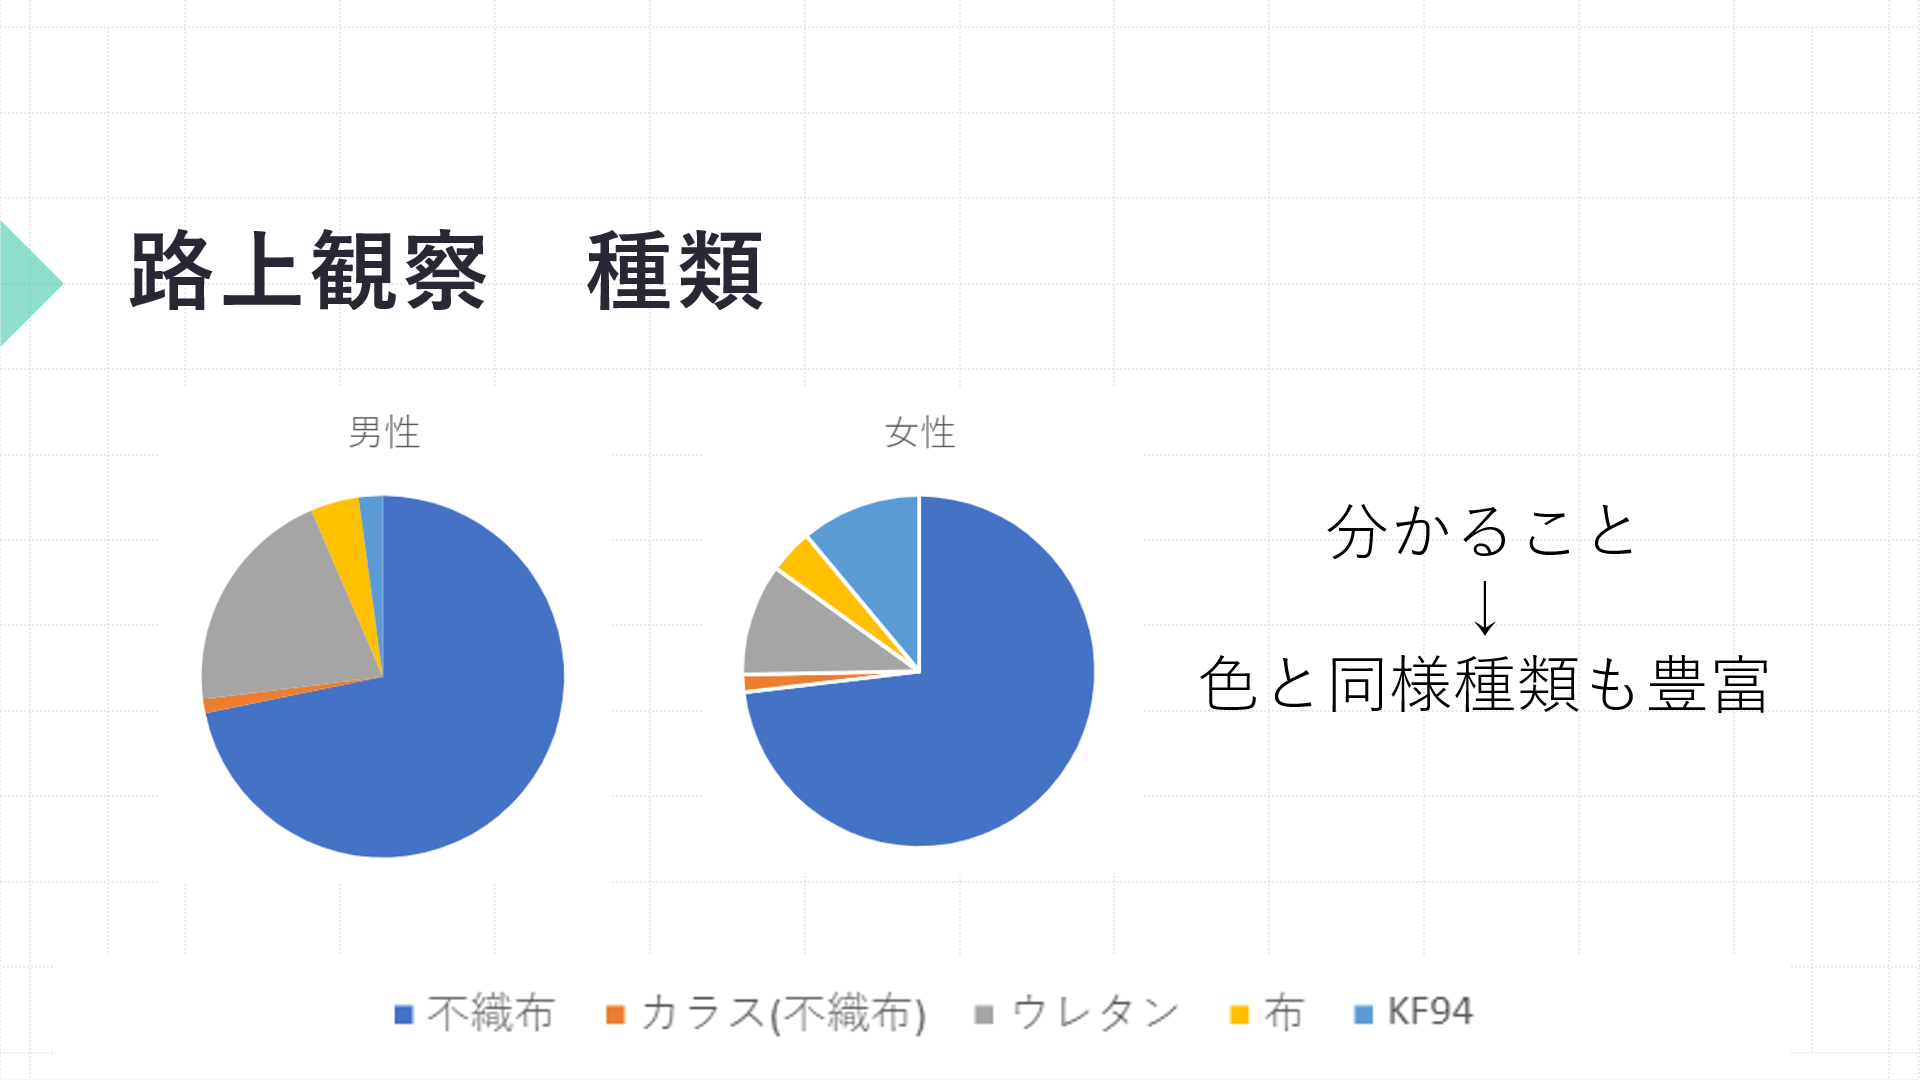 路上観察　種類
男性
女性
分かること
↓
色と同様種類も豊富
不織布 カラス(不織布) ウレタン 布 KF94